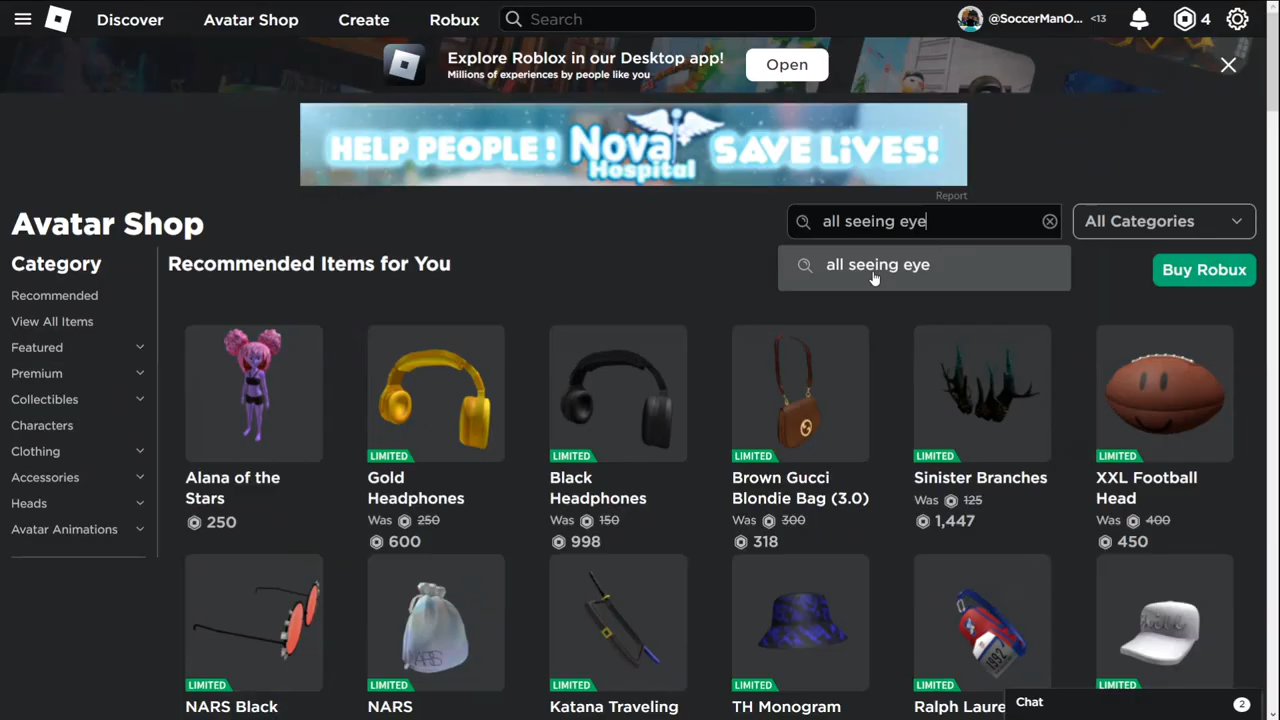 Discover
Avatar Shop
Create
Robux
Search
@SoccerManO...
<13
4
Explore Roblox in our Desktop app!
Millions of experiences by people like you
Open
HELP PEOPLE! Nova Hospital SAVE LIVES!
Report
Avatar Shop
all seeing eye
All Categories
all seeing eye
Buy Robux
Category
Recommended
View All Items
Featured
Premium
Collectibles
Characters
Clothing
Accessories
Heads
Avatar Animations
Recommended Items for You
Alana of the
Stars
250
LIMITED
Gold
Headphones
Was 250
600
LIMITED
Black
Headphones
Was 150
998
LIMITED
Brown Gucci
Blondie Bag (3.0)
Was 300
318
LIMITED
Sinister Branches
Was 125
1,447
LIMITED
XXL Football
Head
Was 400
450
LIMITED
NARS Black
NARS
LIMITED
NARS
LIMITED
Katana Traveling
LIMITED
TH Monogram
1992
LIMITED
Ralph Laure
LIMITED
Chat
2